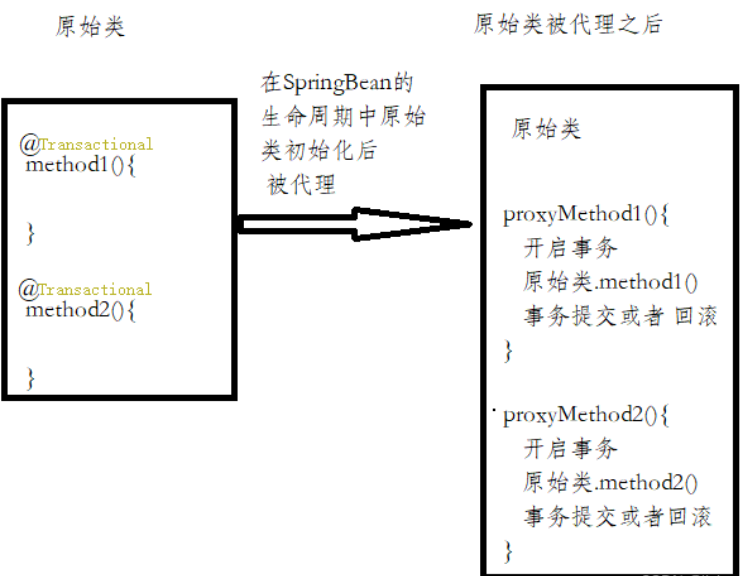 原始类
原始类被代理之后
@Transactional
method1(){
}
@Transactional
method2(){
}
在SpringBean的
生命周期中原始
类初始化后
被代理
原始类
proxyMethod1(){
开启事务
原始类.method1()
事务提交或者 回滚
}
proxyMethod2(){
开启事务
原始类.method2()
事务提交或者回滚
}